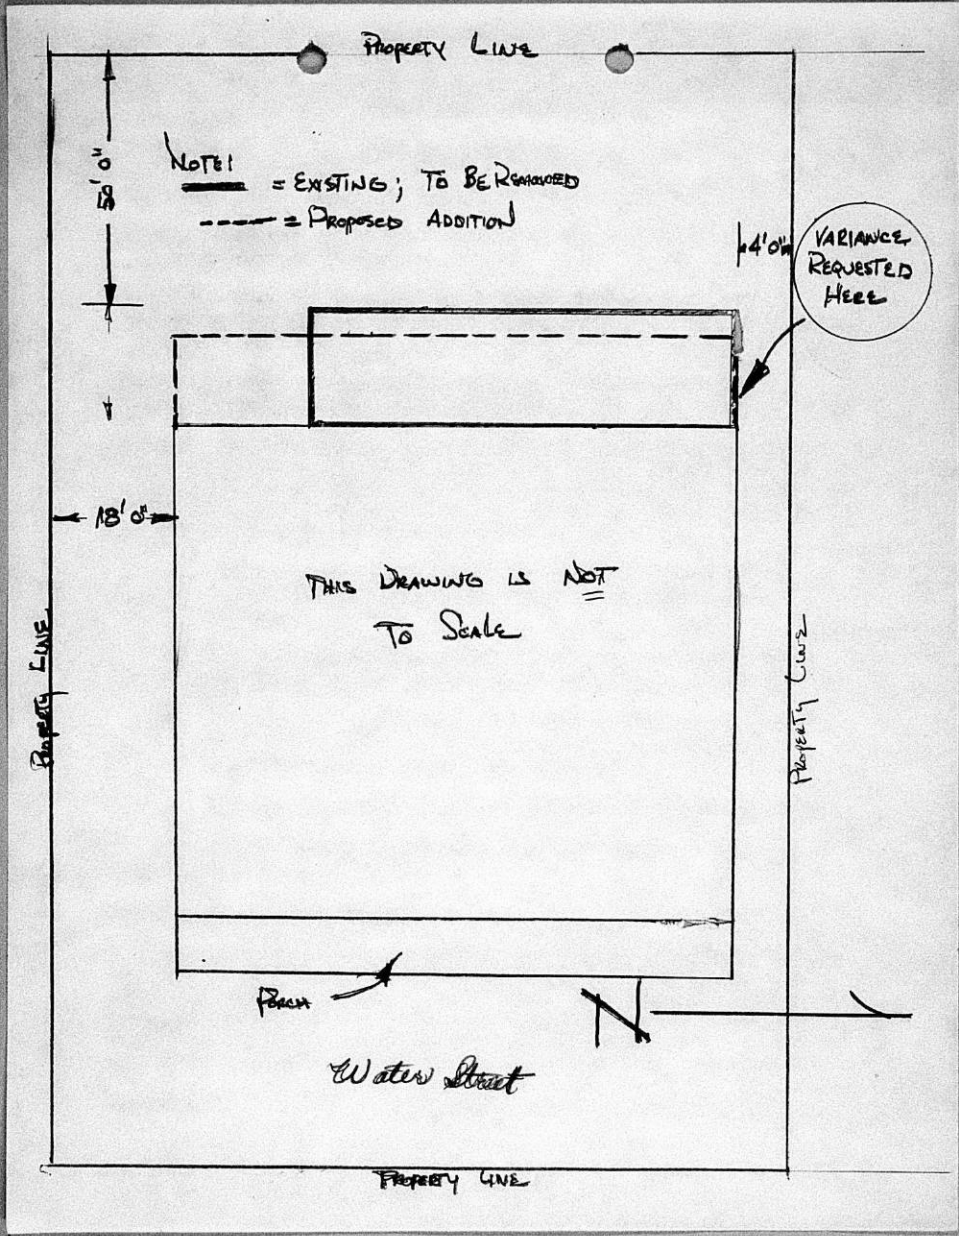 PROPERTY LINE
18'0"
NOTE!
= EXISTING; TO BE REMOVED
= PROPOSED ADDITION
4'0"
VARIANCE
REQUESTED
HERE
18'0"
THIS DRAWING IS NOT
TO SCALE
PROPERTY LINE
PROPERTY LINE
PORCH
N
Water Street
PROPERTY LINE